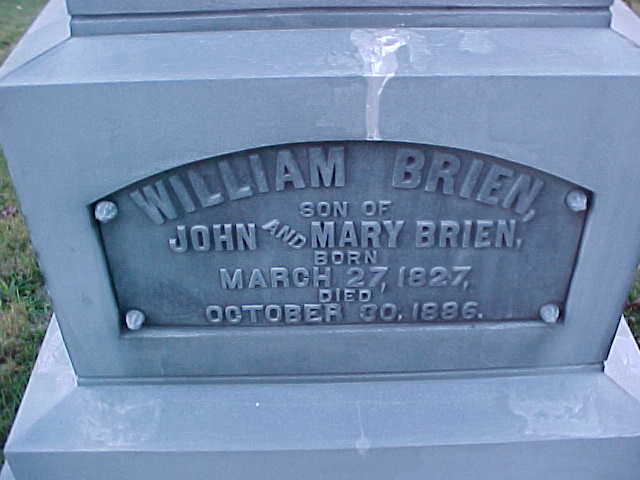 WILLIAM BRIEN,
SON OF
JOHN AND MARY BRIEN,
BORN
MARCH 27, 1827,
DIED
OCTOBER 30, 1886.